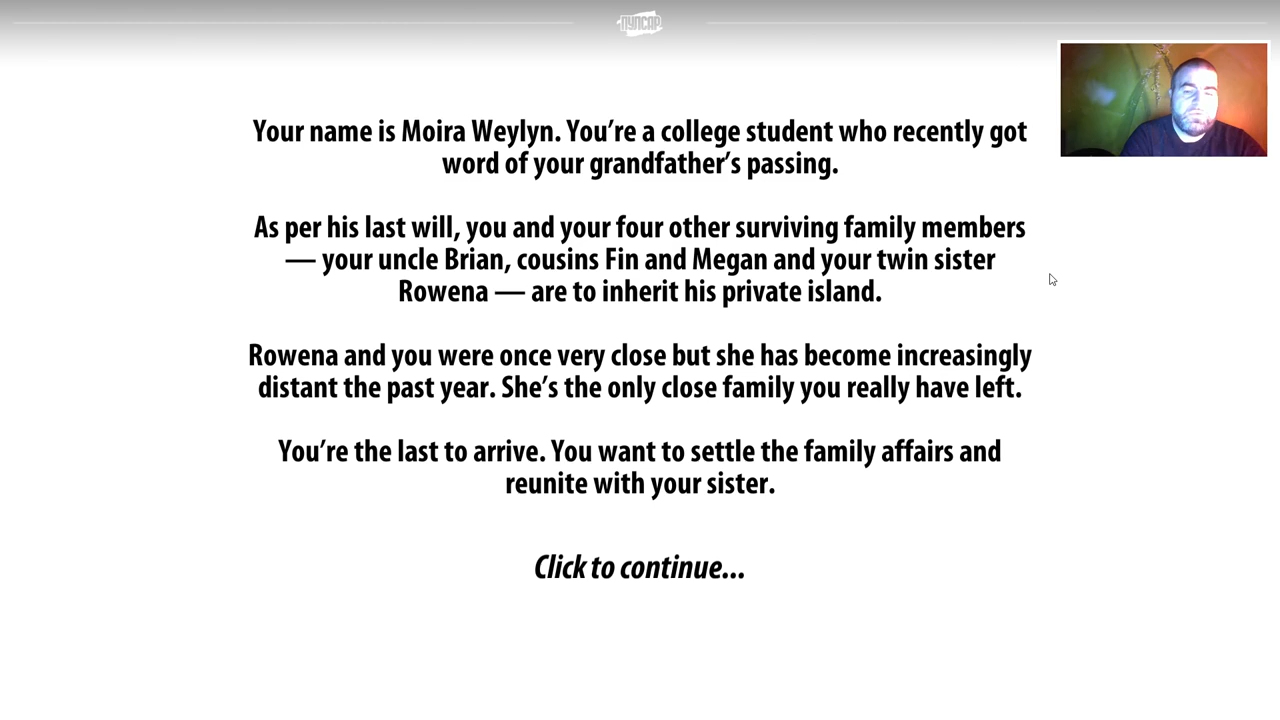 NYNCAP
Your name is Moira Weylyn. You’re a college student who recently got
word of your grandfather’s passing.
As per his last will, you and your four other surviving family members
— your uncle Brian, cousins Fin and Megan and your twin sister
Rowena — are to inherit his private island.
Rowena and you were once very close but she has become increasingly
distant the past year. She’s the only close family you really have left.
You’re the last to arrive. You want to settle the family affairs and
reunite with your sister.
Click to continue...